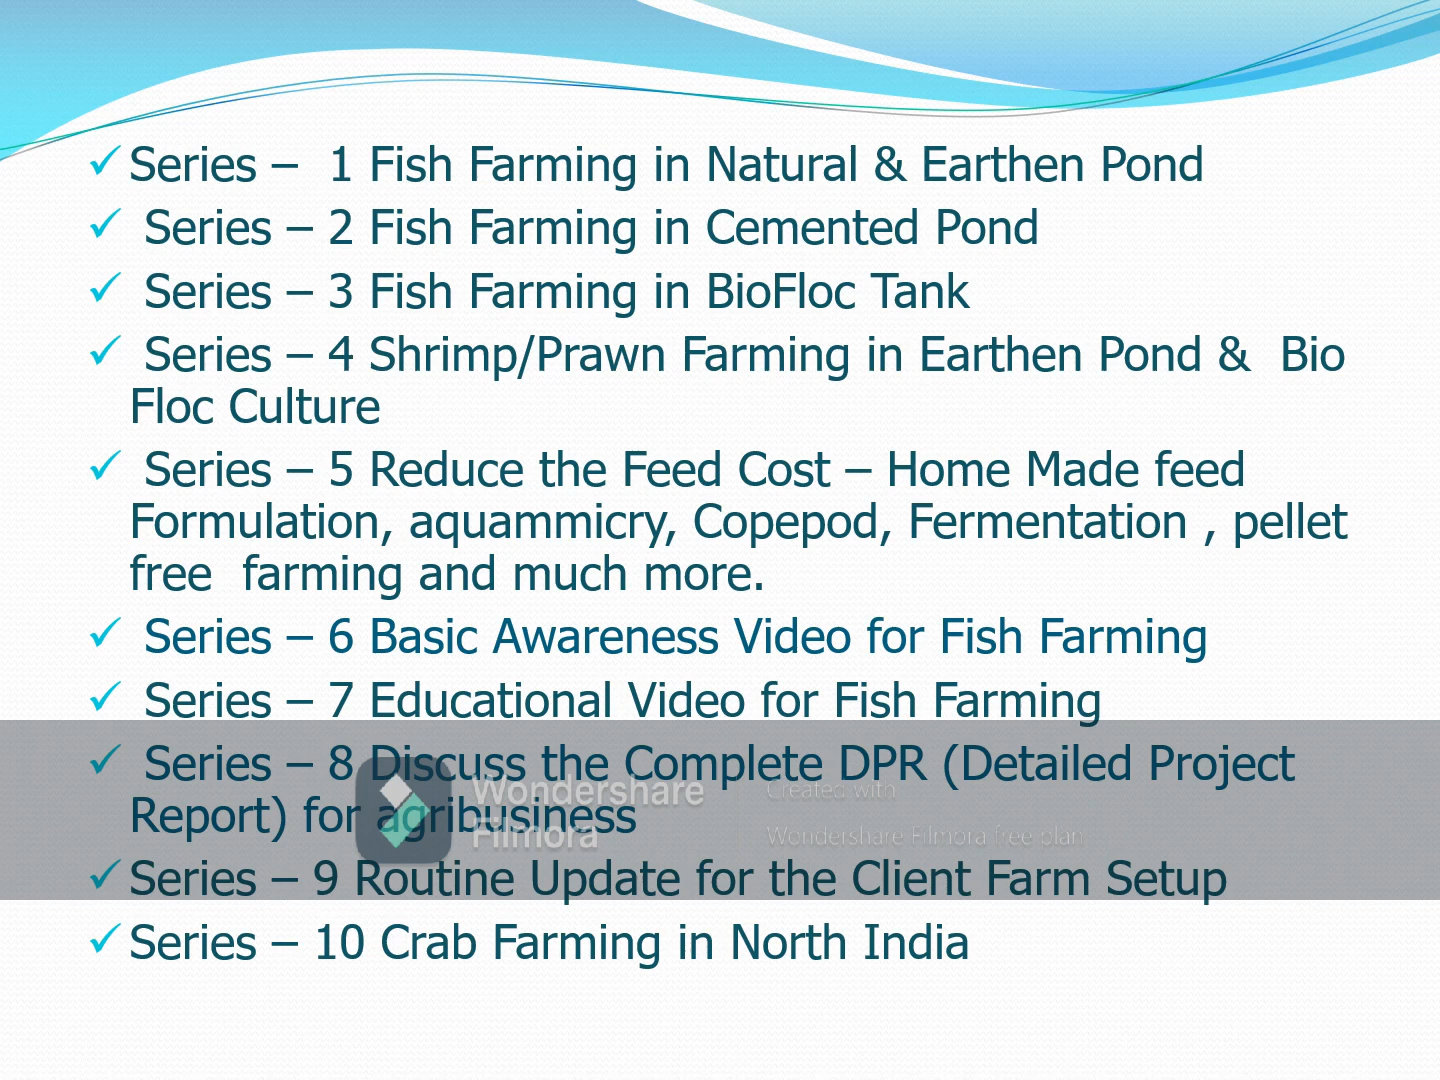 Series – 1 Fish Farming in Natural & Earthen Pond
Series – 2 Fish Farming in Cemented Pond
Series – 3 Fish Farming in BioFloc Tank
Series – 4 Shrimp/Prawn Farming in Earthen Pond & Bio
Floc Culture
Series – 5 Reduce the Feed Cost – Home Made feed
Formulation, aquammicry, Copepod, Fermentation , pellet
free farming and much more.
Series – 6 Basic Awareness Video for Fish Farming
Series – 7 Educational Video for Fish Farming
Series – 8 Discuss the Complete DPR (Detailed Project
Report) for agribusiness
Series – 9 Routine Update for the Client Farm Setup
Series – 10 Crab Farming in North India
Wondershare
Filmora
Created with
Wondershare Filmora free plan